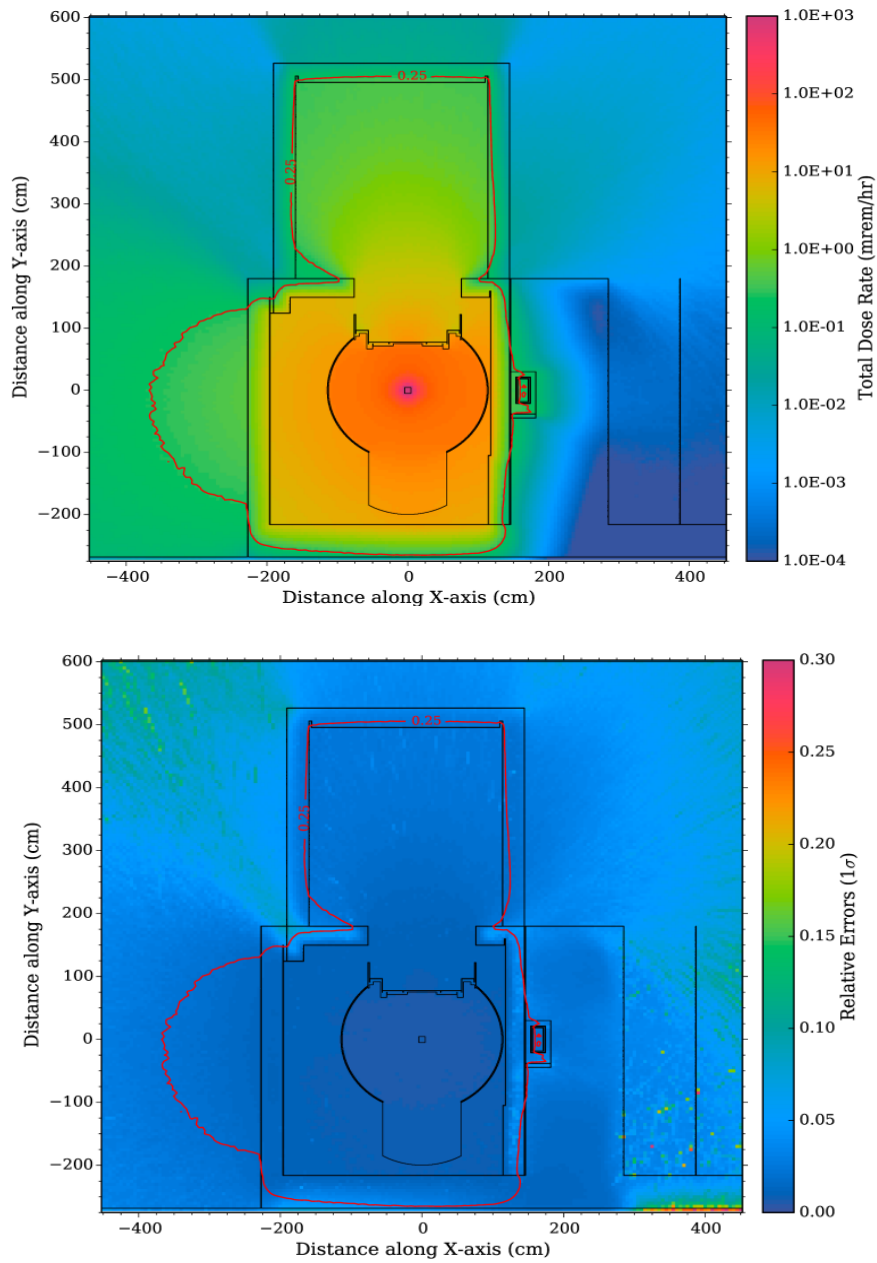 600
500
400
300
200
100
0
−100
−200
Distance along Y-axis (cm)
0.25
0.25
−400
−200
0
200
400
Distance along X-axis (cm)
1.0E+03
1.0E+02
1.0E+01
1.0E+00
1.0E-01
1.0E-02
1.0E-03
1.0E-04
Total Dose Rate (mrem/hr)
600
500
400
300
200
100
0
−100
−200
Distance along Y-axis (cm)
0.25
0.25
−400
−200
0
200
400
Distance along X-axis (cm)
0.30
0.25
0.20
0.15
0.10
0.05
0.00
Relative Errors (1σ)